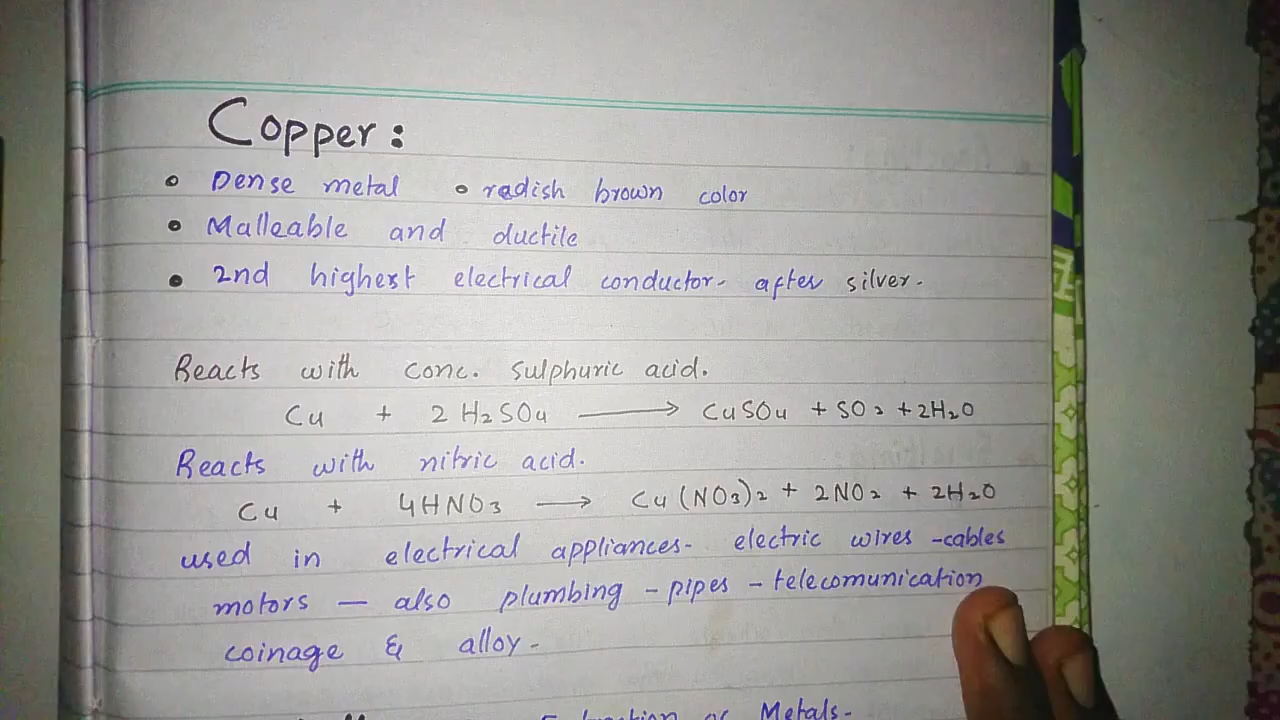 Copper:
• Dense metal • radish brown color
• Malleable and ductile
• 2nd highest electrical conductor- after silver.
Reacts with conc. Sulphuric acid.
Cu + 2 H₂SO₄ ⟶ CuSO₄ + SO₂ + 2H₂O
Reacts with nitric acid.
Cu + 4HNO₃ ⟶ Cu(NO₃)₂ + 2NO₂ + 2H₂O
used in electrical appliances- electric wires -cables
motors — also plumbing - pipes - telecomunication
coinage & alloy-
of Metals-